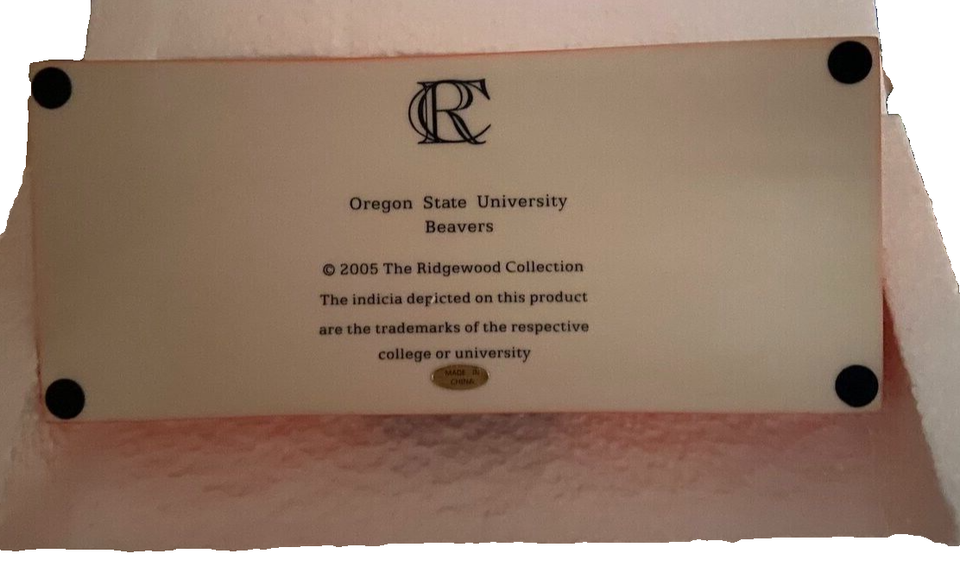 RC
Oregon State University
Beavers
© 2005 The Ridgewood Collection
The indicia depicted on this product
are the trademarks of the respective
college or university
MADE IN
CHINA